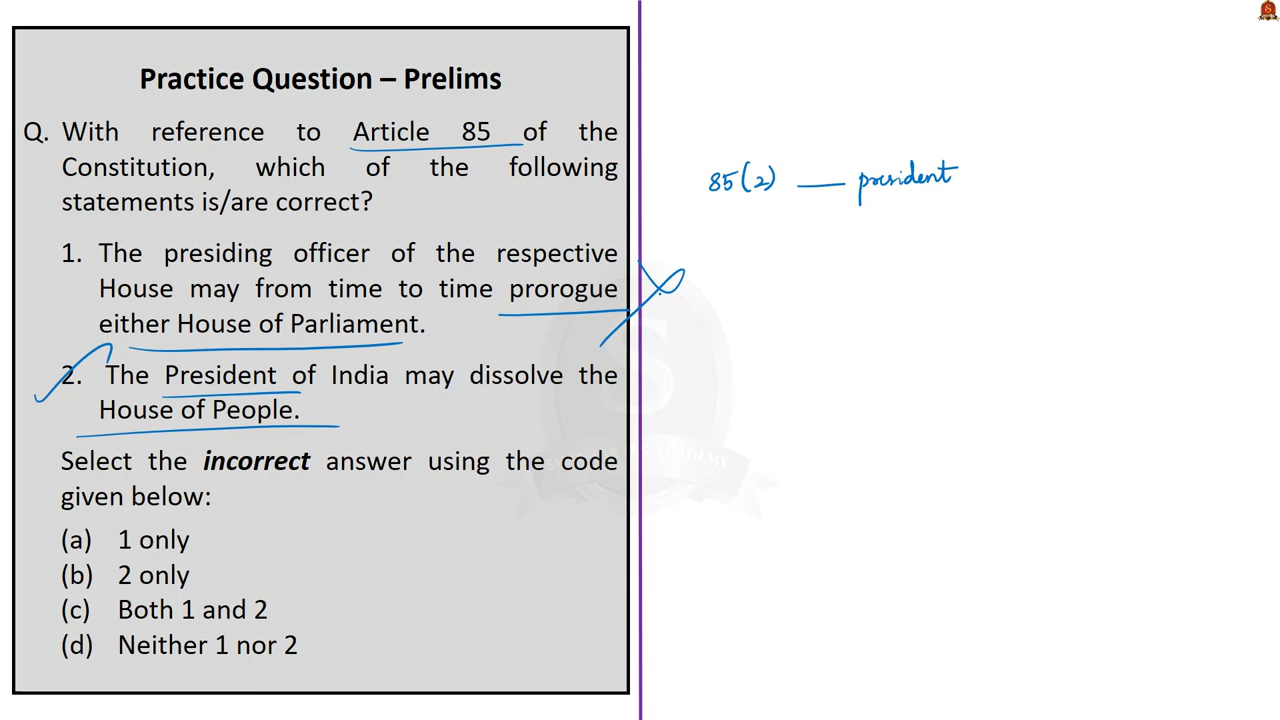 Practice Question – Prelims
Q. With reference to Article 85 of the
Constitution, which of the following
statements is/are correct?
1. The presiding officer of the respective
House may from time to time prorogue
either House of Parliament.
2. The President of India may dissolve the
House of People.
Select the incorrect answer using the code
given below:
(a) 1 only
(b) 2 only
(c) Both 1 and 2
(d) Neither 1 nor 2
85(2) — president